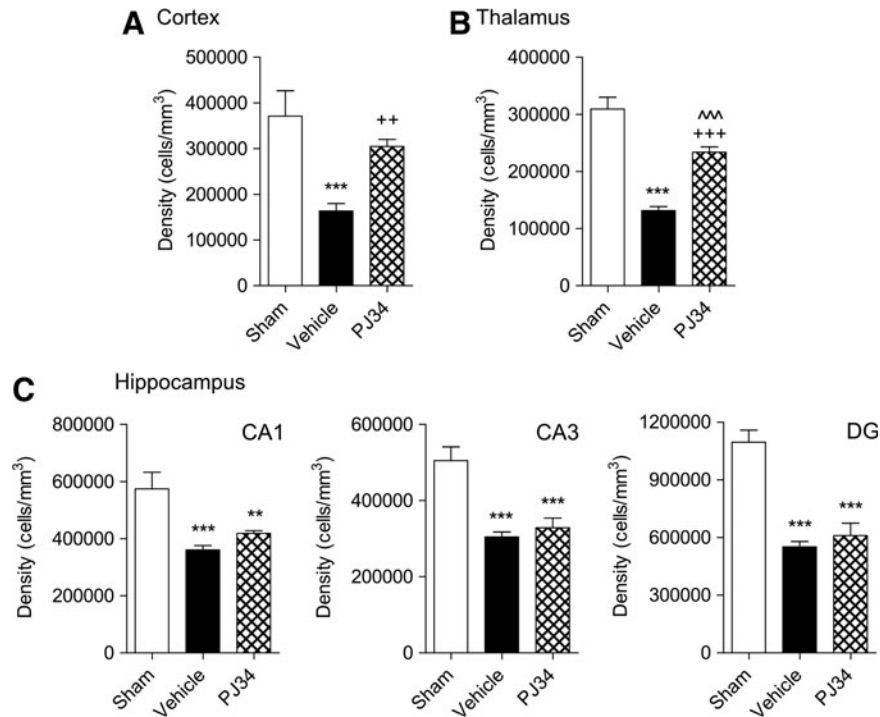 A Cortex
Density (cells/mm³)
500000
400000
300000
200000
100000
0
***
++
Sham
Vehicle
PJ34
B Thalamus
Density (cells/mm³)
400000
300000
200000
100000
0
***
^^^
+++
Sham
Vehicle
PJ34
C Hippocampus
CA1
Density (cells/mm³)
800000
600000
400000
200000
0
***
**
Sham
Vehicle
PJ34
CA3
Density (cells/mm³)
600000
400000
200000
0
***
***
Sham
Vehicle
PJ34
DG
Density (cells/mm³)
1200000
900000
600000
300000
0
***
***
Sham
Vehicle
PJ34